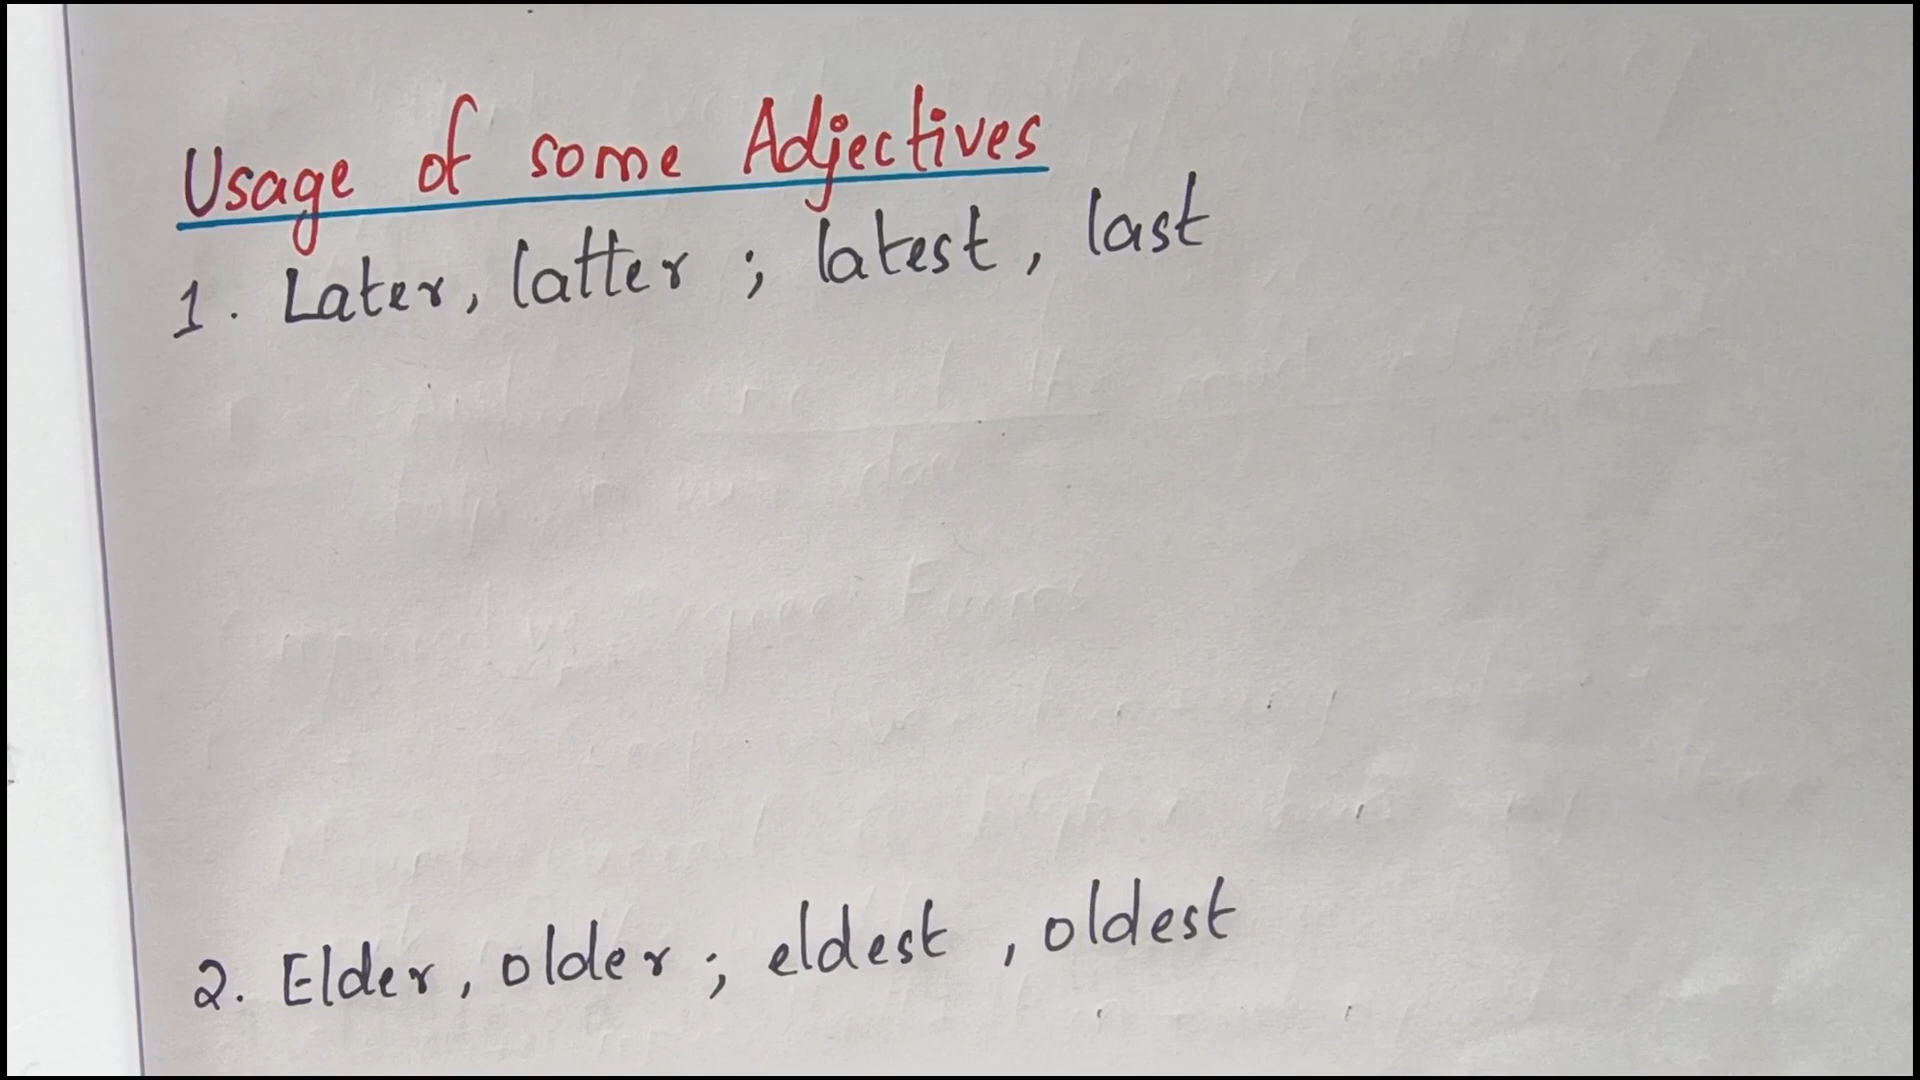 Usage of some Adjectives
1. Later, latter ; latest, last
2. Elder, older ; eldest, oldest